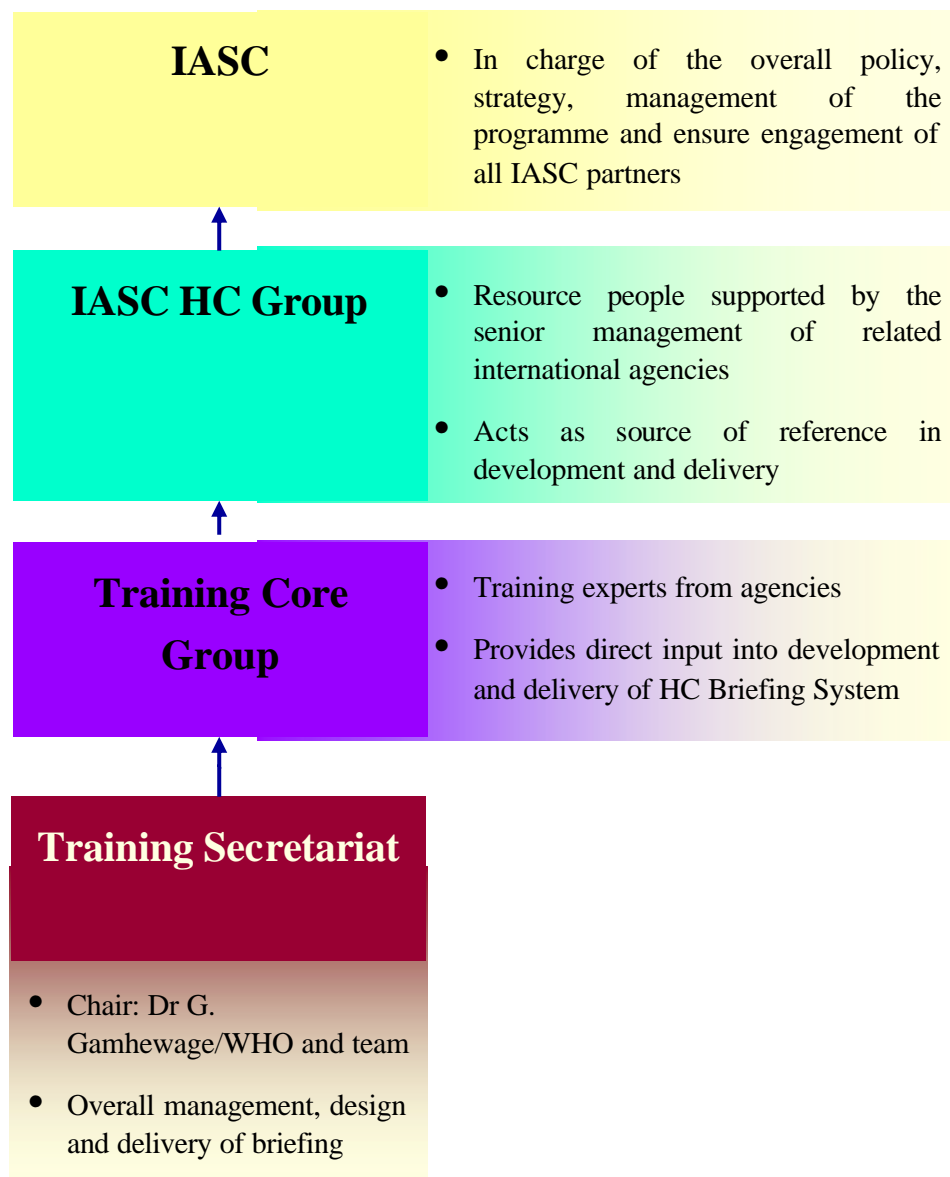 IASC
• In charge of the overall policy,
strategy, management of the
programme and ensure engagement of
all IASC partners
IASC HC Group
• Resource people supported by the
senior management of related
international agencies
• Acts as source of reference in
development and delivery
Training Core
Group
• Training experts from agencies
• Provides direct input into development
and delivery of HC Briefing System
Training Secretariat
• Chair: Dr G.
Gamhewage/WHO and team
• Overall management, design
and delivery of briefing